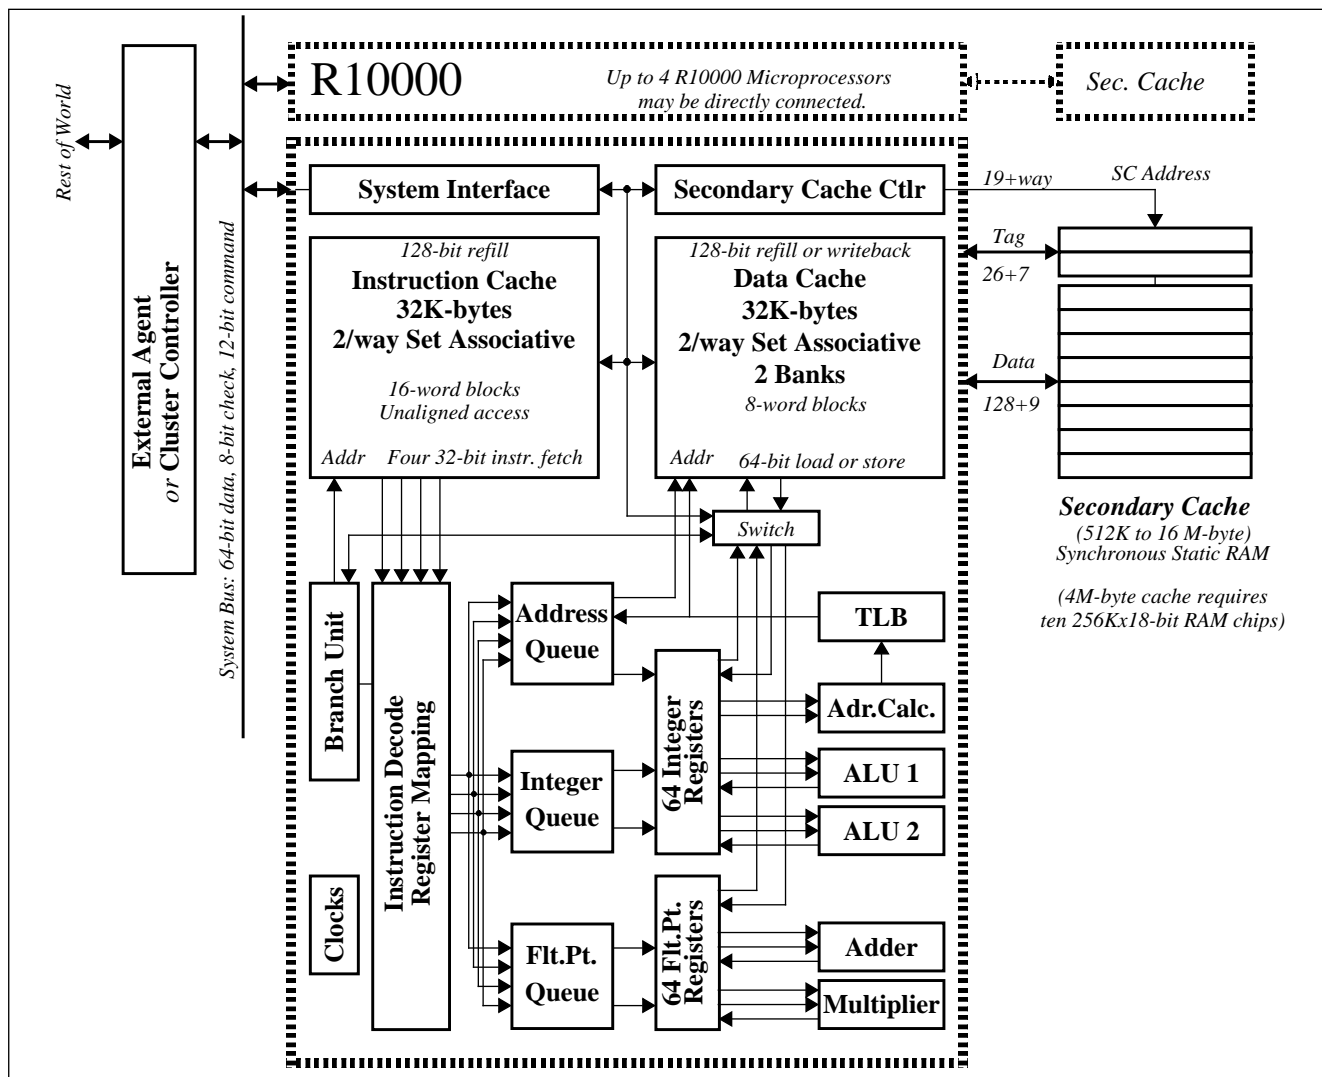 R10000
Up to 4 R10000 Microprocessors
may be directly connected.
Sec. Cache
Rest of World
External Agent
or Cluster Controller
System Bus: 64-bit data, 8-bit check, 12-bit command
System Interface
Secondary Cache Ctlr
19+way
SC Address
128-bit refill
Instruction Cache
32K-bytes
2/way Set Associative
16-word blocks
Unaligned access
Addr
Four 32-bit instr. fetch
128-bit refill or writeback
Data Cache
32K-bytes
2/way Set Associative
2 Banks
8-word blocks
Addr
64-bit load or store
Tag
26+7
Data
128+9
Secondary Cache
(512K to 16 M-byte)
Synchronous Static RAM
(4M-byte cache requires
ten 256Kx18-bit RAM chips)
Switch
Branch Unit
Clocks
Instruction Decode
Register Mapping
Address
Queue
Integer
Queue
Flt.Pt.
Queue
64 Integer
Registers
64 Flt.Pt.
Registers
TLB
Adr.Calc.
ALU 1
ALU 2
Adder
Multiplier